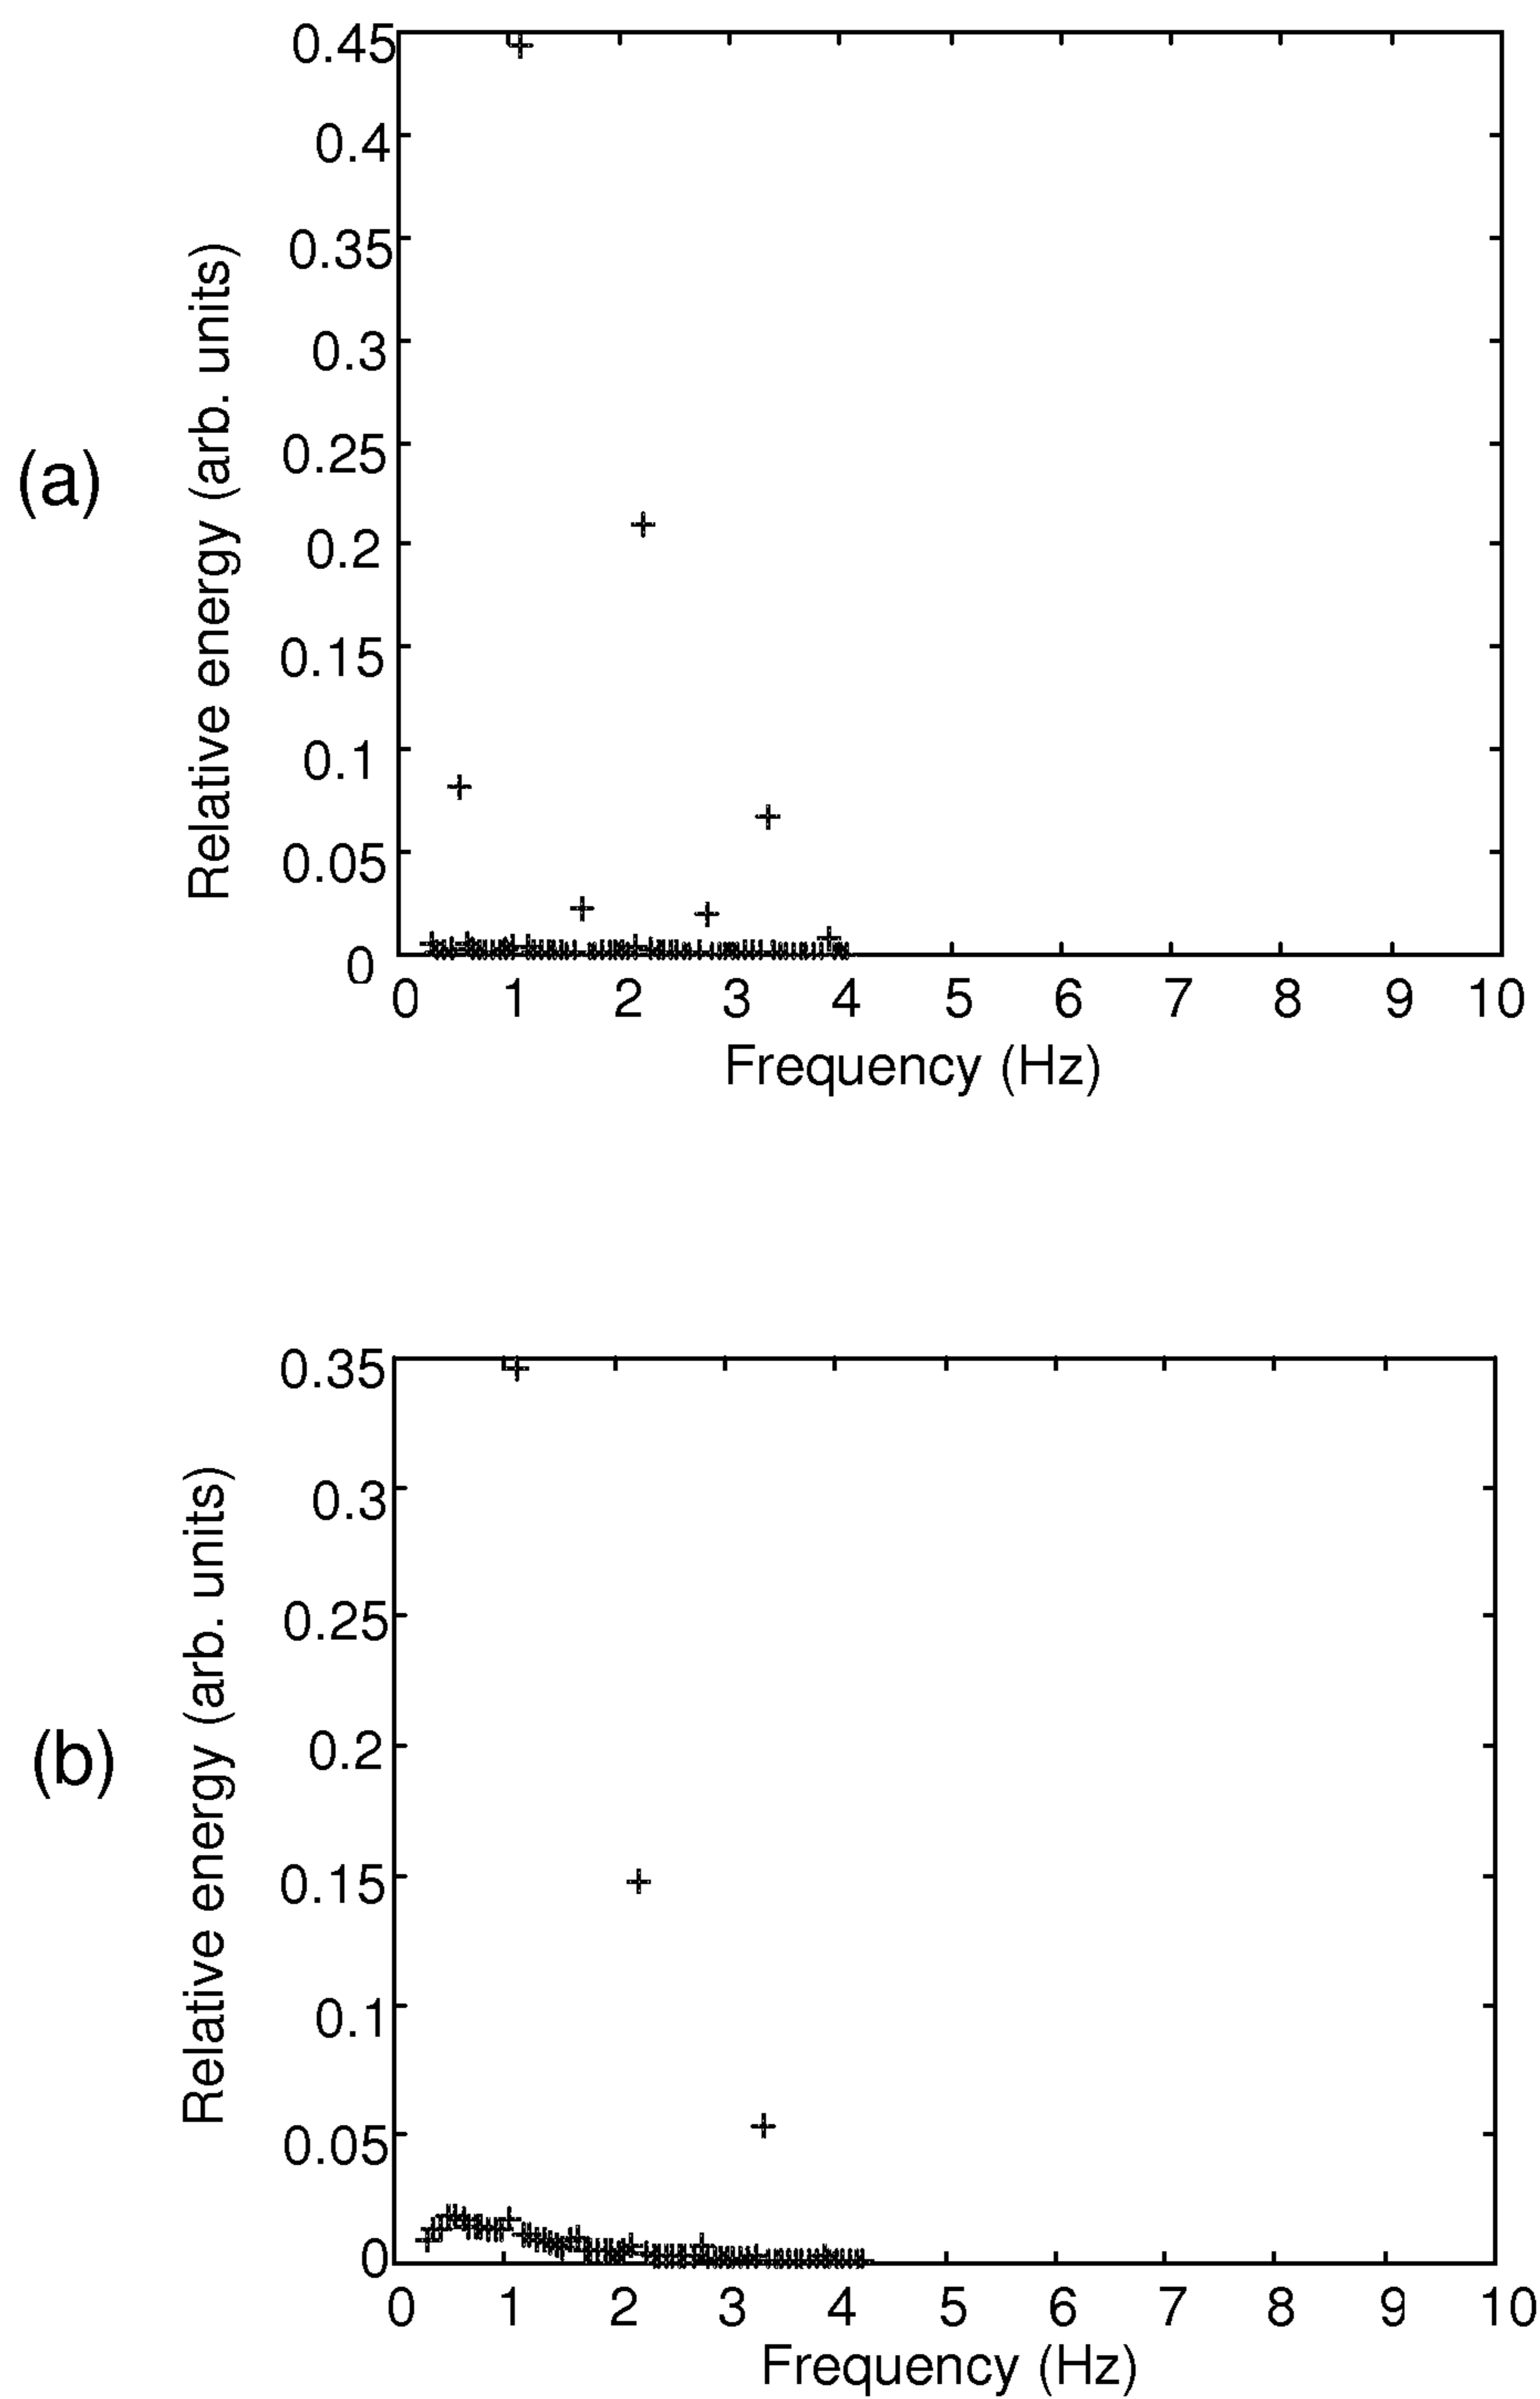 (a)
Relative energy (arb. units)
0.45
0.4
0.35
0.3
0.25
0.2
0.15
0.1
0.05
0
0 1 2 3 4 5 6 7 8 9 10
Frequency (Hz)
(b)
Relative energy (arb. units)
0.35
0.3
0.25
0.2
0.15
0.1
0.05
0
0 1 2 3 4 5 6 7 8 9 10
Frequency (Hz)